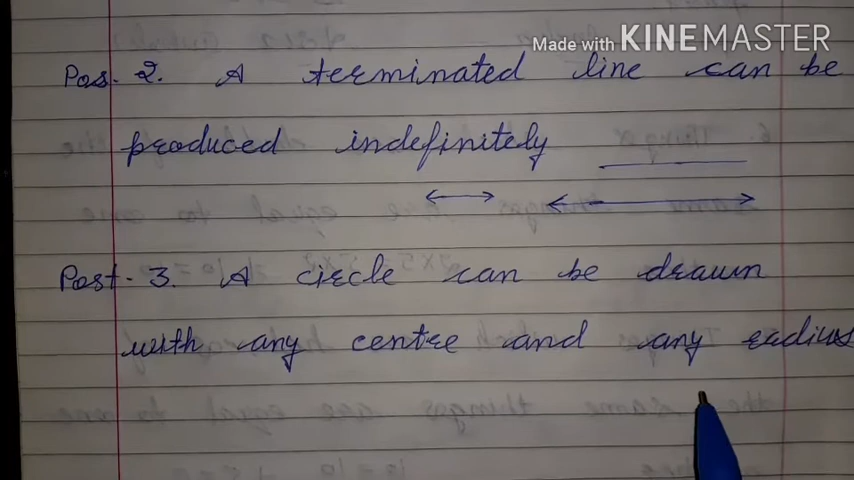 Made with KINEMASTER
Pos. 2. A terminated line can be
produced indefinitely
Post. 3. A circle can be drawn
with any centre and any radius